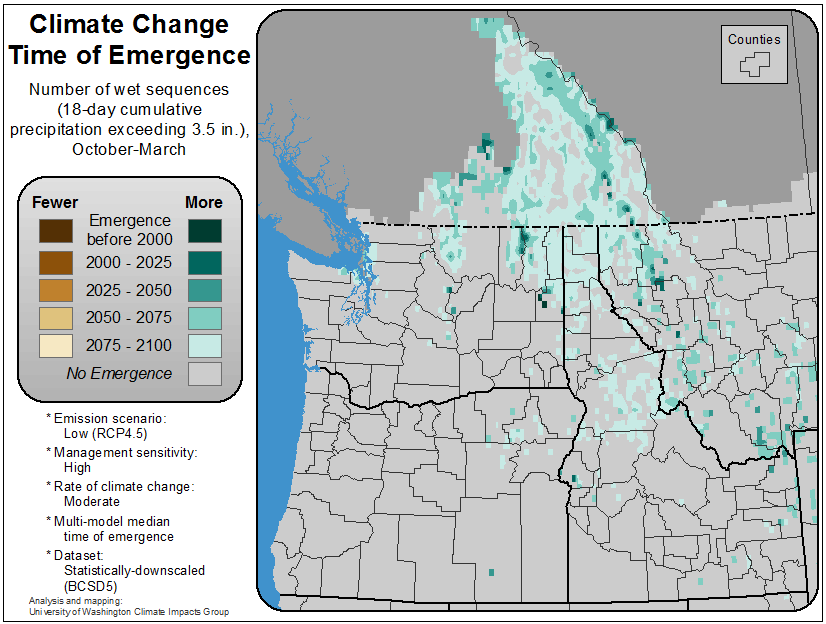 Climate Change
Time of Emergence
Number of wet sequences
(18-day cumulative
precipitation exceeding 3.5 in.),
October-March
Fewer More
Emergence
before 2000
2000 - 2025
2025 - 2050
2050 - 2075
2075 - 2100
No Emergence
* Emission scenario:
Low (RCP4.5)
* Management sensitivity:
High
* Rate of climate change:
Moderate
* Multi-model median
time of emergence
* Dataset:
Statistically-downscaled
(BCSD5)
Analysis and mapping:
University of Washington Climate Impacts Group
Counties